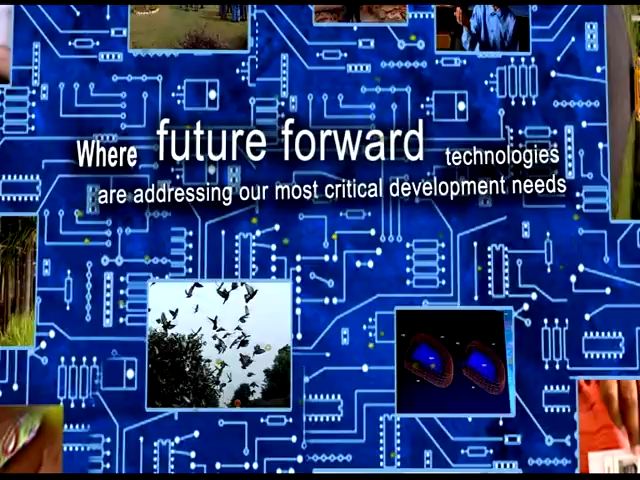 Where future forward technologies
are addressing our most critical development needs